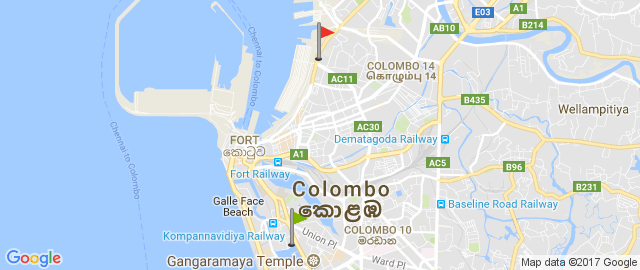 Chennai to Colombo
Chennai to Colombo
E03
A1
AB10
B214
COLOMBO 14
கொழும்பு 14
AC11
B435
Wellampitiya
FORT
කොටුව
AC30
Dematagoda Railway
A1
AC5
B96
Fort Railway
B231
Colombo
කොළඹ
Galle Face
Beach
Baseline Road Railway
COLOMBO 10
මරදාන
Kompannavidiya Railway
Union Pl
Ward Pl
Gangaramaya Temple
Google
Map data ©2017 Google